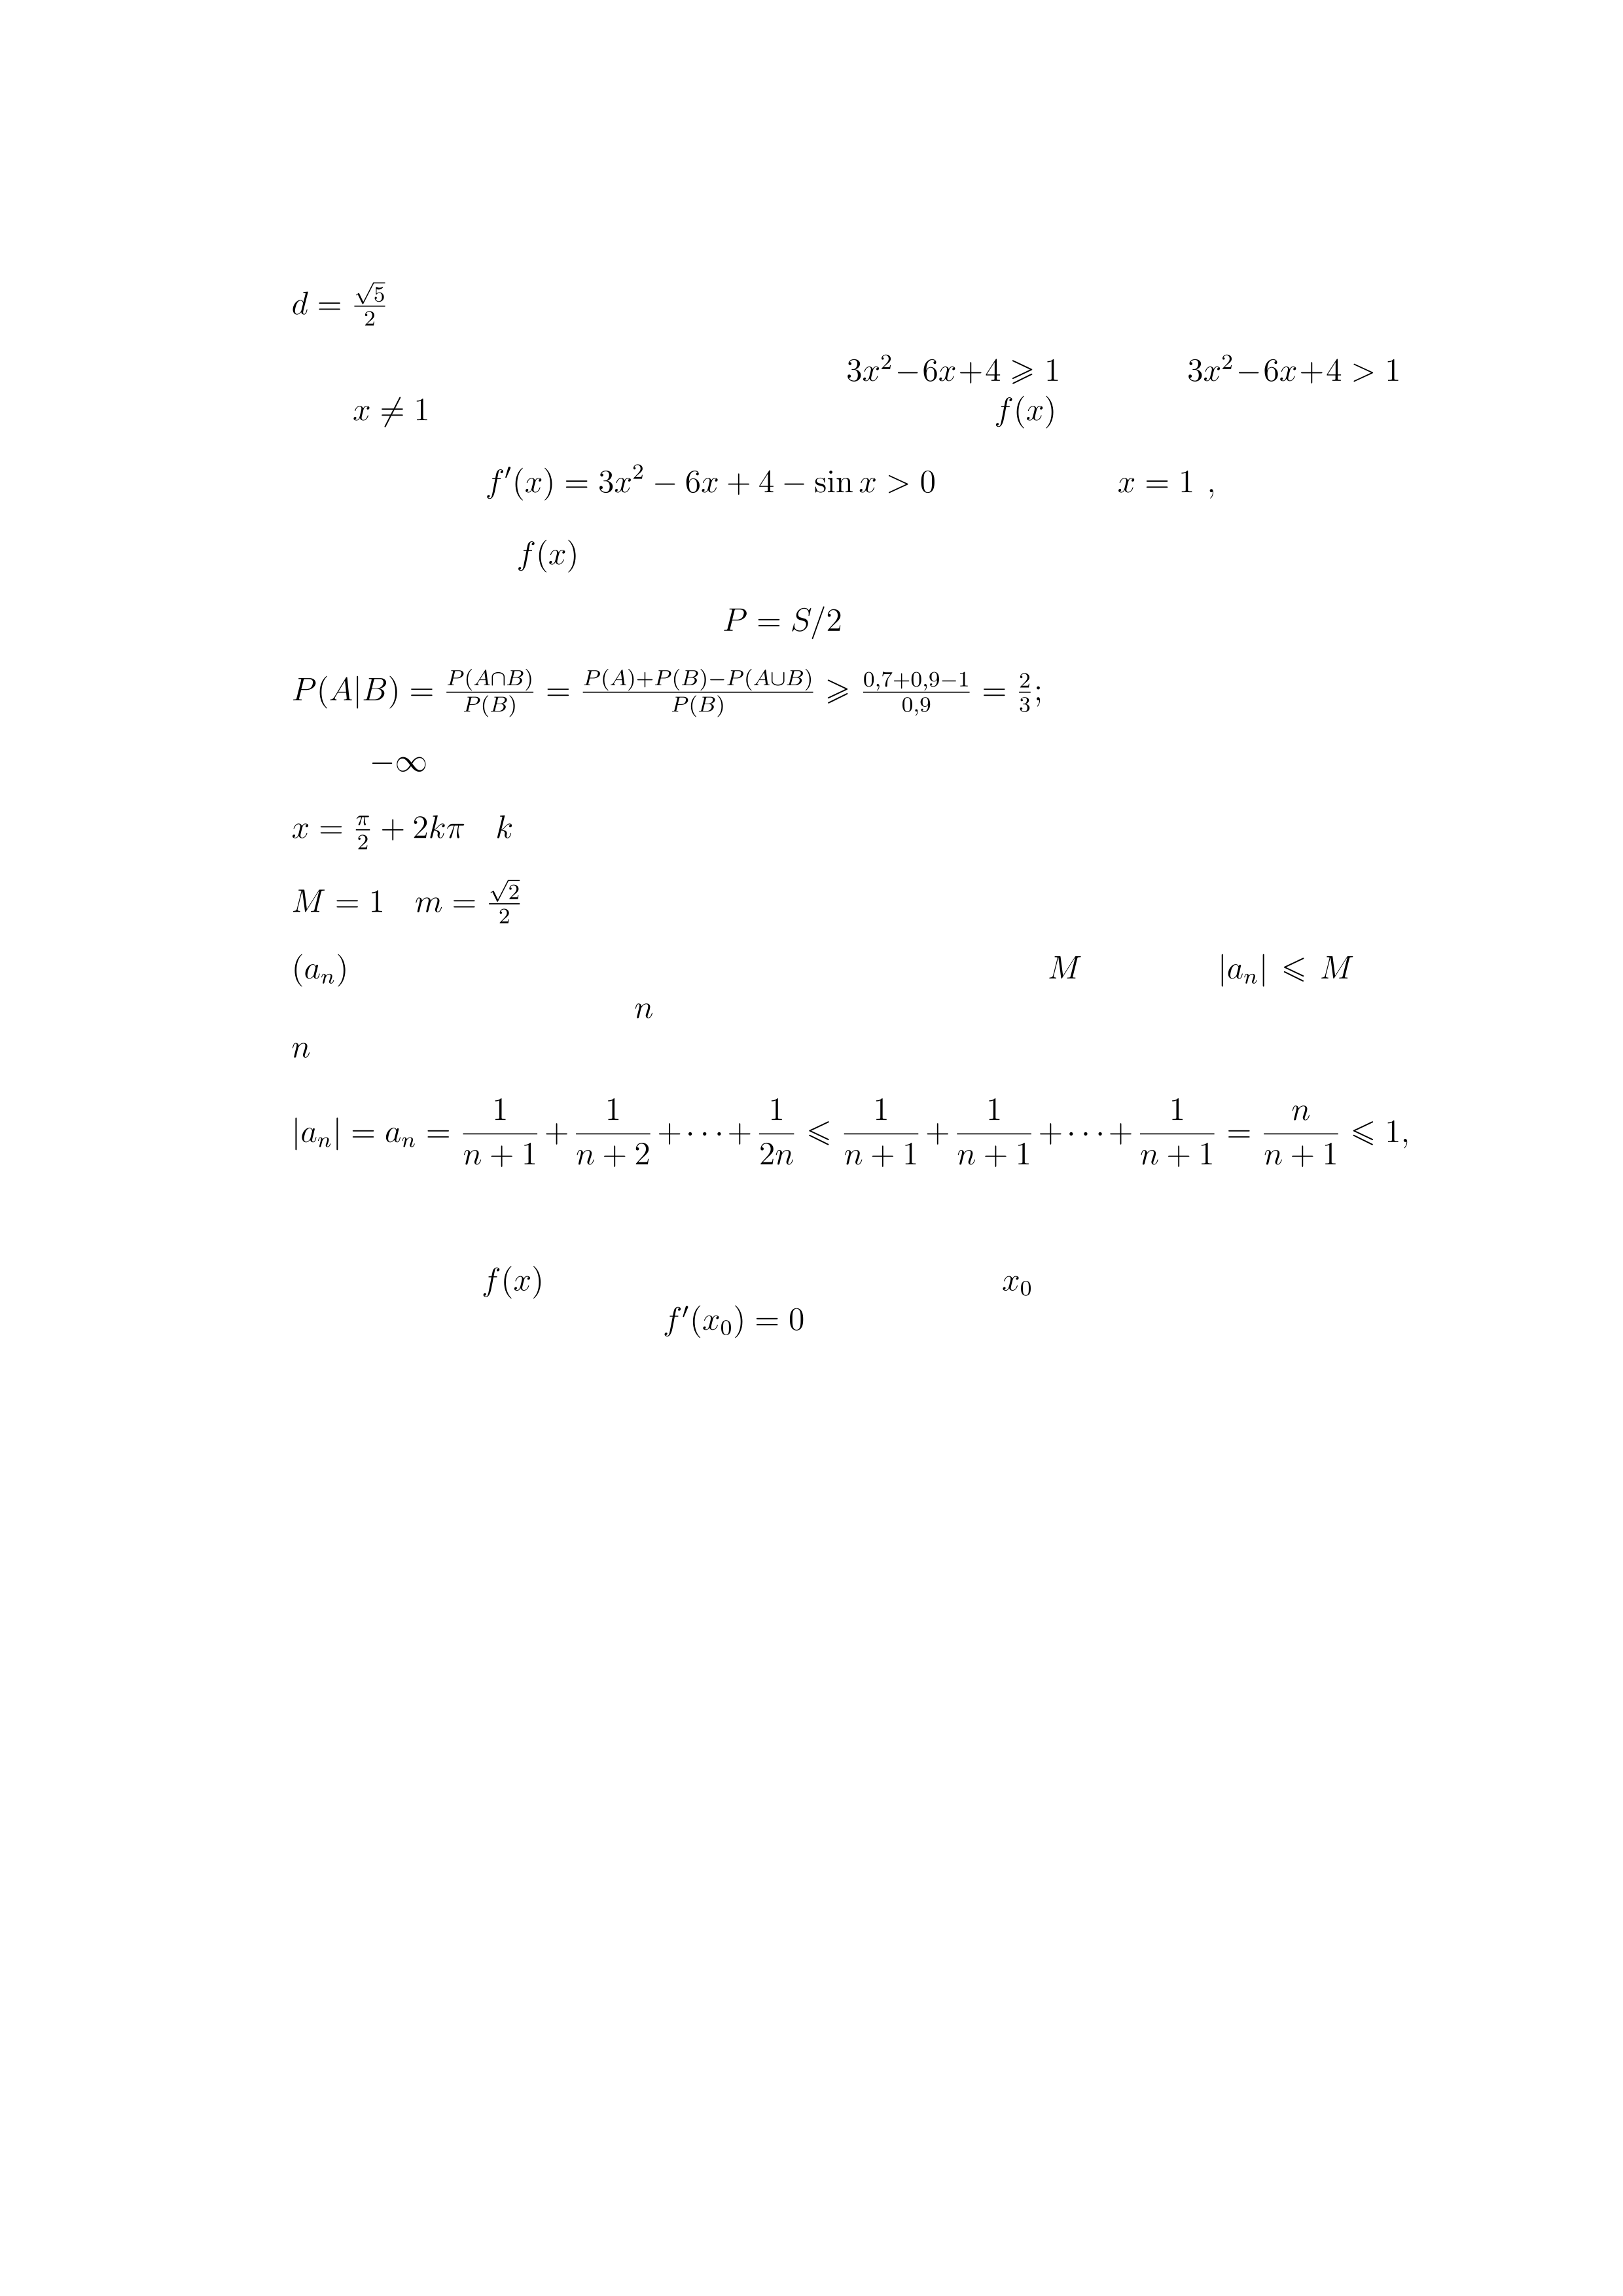 $d = \frac{\sqrt{5}}{2}$
$3x^2-6x+4 \geqslant 1$ $3x^2-6x+4 > 1$
$x \neq 1$ $f(x)$
$f'(x) = 3x^2 - 6x + 4 - \sin x > 0$ $x = 1$ ,
$f(x)$
$P = S/2$
$P(A|B) = \frac{P(A \cap B)}{P(B)} = \frac{P(A)+P(B)-P(A \cup B)}{P(B)} \geqslant \frac{0,7+0,9-1}{0,9} = \frac{2}{3}$;
$-\infty$
$x = \frac{\pi}{2} + 2k\pi$ $k$
$M = 1$ $m = \frac{\sqrt{2}}{2}$
$(a_n)$ $M$ $|a_n| \leqslant M$
$n$
$n$
$|a_n| = a_n = \frac{1}{n+1} + \frac{1}{n+2} + \cdots + \frac{1}{2n} \leqslant \frac{1}{n+1} + \frac{1}{n+1} + \cdots + \frac{1}{n+1} = \frac{n}{n+1} \leqslant 1,$
$f(x)$ $x_0$
$f'(x_0) = 0$